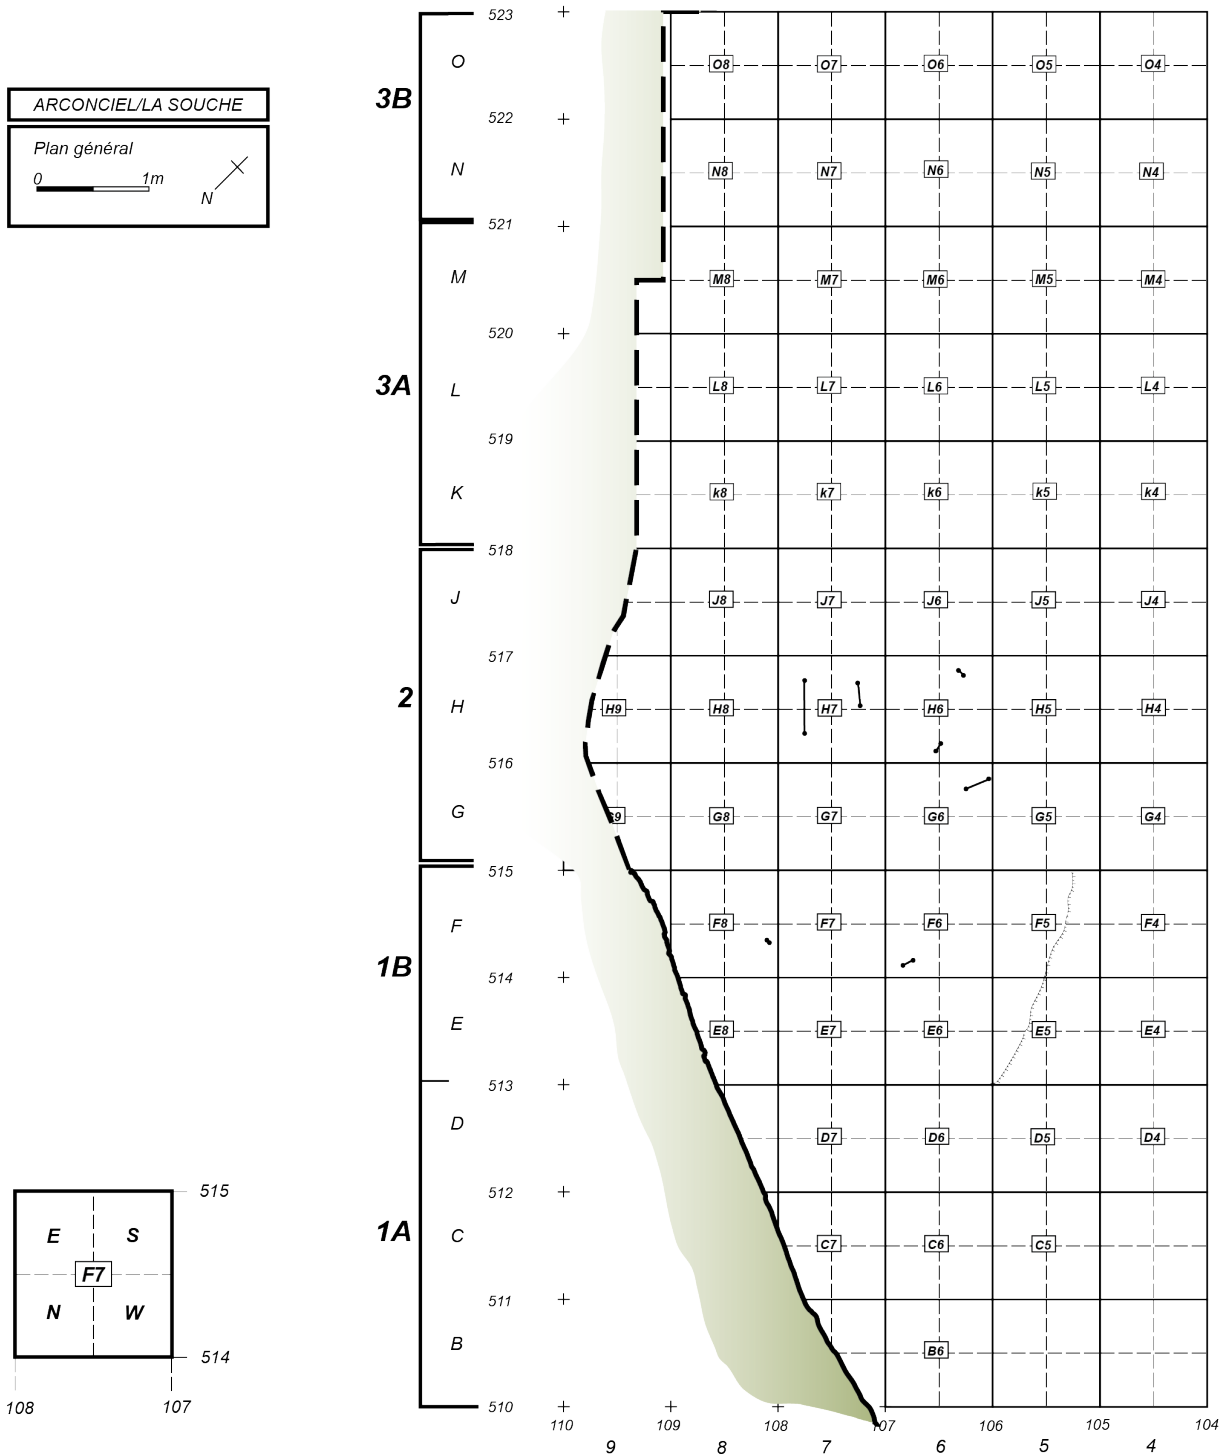 ARCONCIEL/LA SOUCHE
Plan général
0 1m
N
523
3B O O8 O7 O6 O5 O4
522
N N8 N7 N6 N5 N4
521
M M8 M7 M6 M5 M4
520
3A L L8 L7 L6 L5 L4
519
K k8 k7 k6 k5 k4
518
J J8 J7 J6 J5 J4
517
2 H H9 H8 H7 H6 H5 H4
516
G G9 G8 G7 G6 G5 G4
515
F F8 F7 F6 F5 F4
1B
514
E E8 E7 E6 E5 E4
513
D D7 D6 D5 D4
512
1A C C7 C6 C5
511
B B6
510
110 109 108 107 106 105 104
9 8 7 6 5 4
515
E S
F7
N W
514
108 107